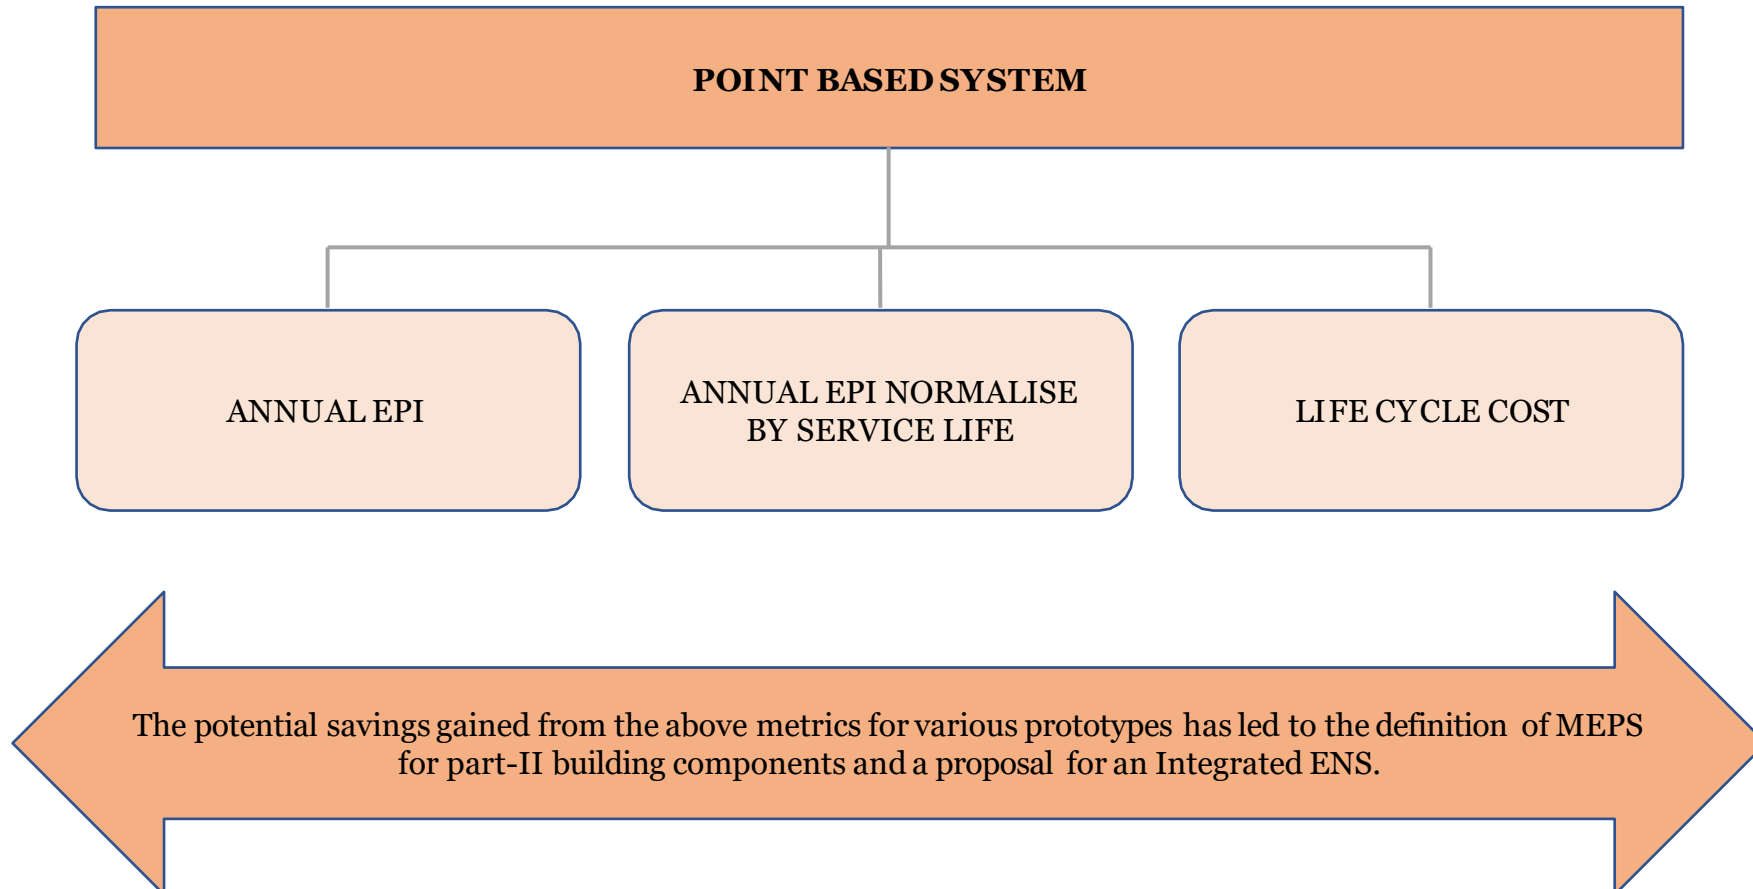 POINT BASED SYSTEM
ANNUAL EPI
ANNUAL EPI NORMALISE
BY SERVICE LIFE
LIFE CYCLE COST
The potential savings gained from the above metrics for various prototypes has led to the definition of MEPS
for part-II building components and a proposal for an Integrated ENS.